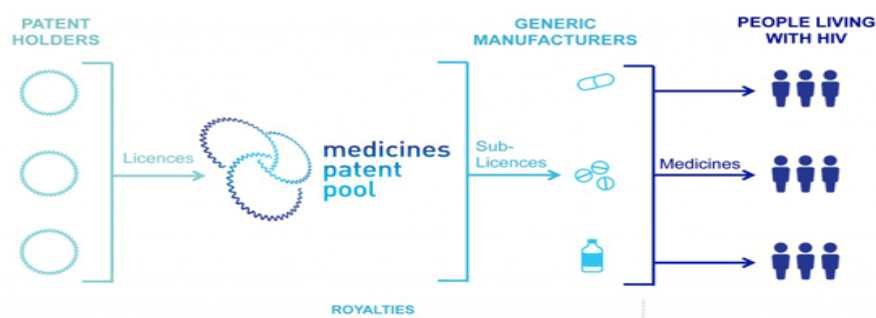 PATENT
HOLDERS
GENERIC
MANUFACTURERS
PEOPLE LIVING
WITH HIV
Licences
medicines
patent
pool
Sub-
Licences
Medicines
ROYALTIES